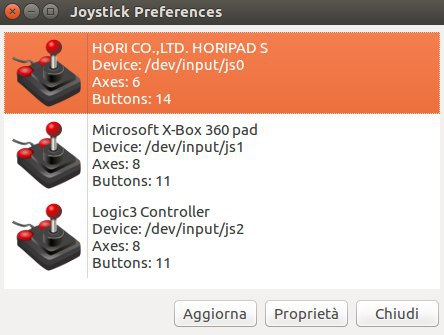 Joystick Preferences
HORI CO.,LTD. HORIPAD S
Device: /dev/input/js0
Axes: 6
Buttons: 14
Microsoft X-Box 360 pad
Device: /dev/input/js1
Axes: 8
Buttons: 11
Logic3 Controller
Device: /dev/input/js2
Axes: 8
Buttons: 11
Aggiorna Proprietà Chiudi